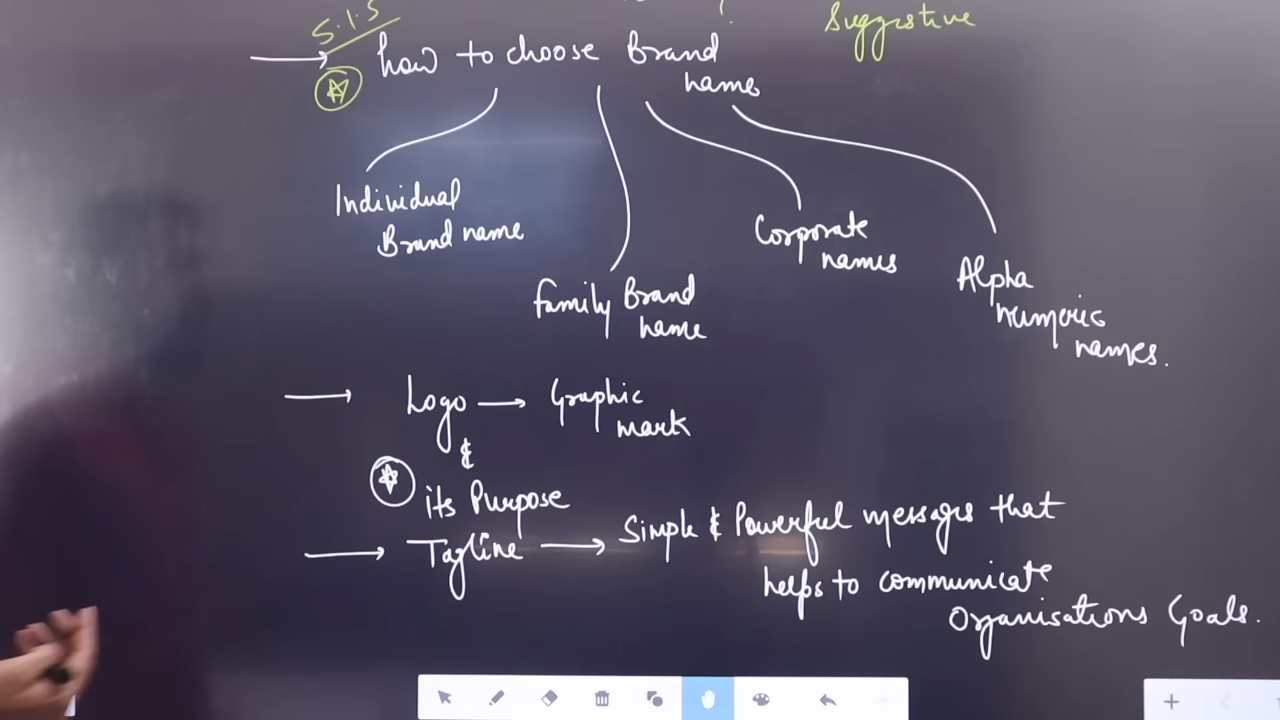 ?
Suggestive
5.1.5
how to choose Brand
name
Individual
Brand name
Corporate
names
Alpha
numeric
names.
family Brand
name
Logo → Graphic
mark
&
its Purpose
Tagline → Simple & Powerful messages that
helps to communicate
Organisations Goals.